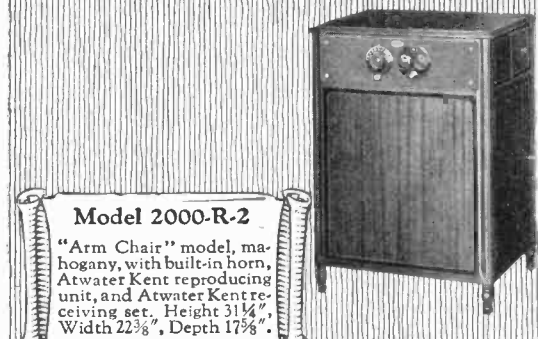 Model 2000-R-2
"Arm Chair" model, ma-
hogany, with built-in horn,
Atwater Kent reproducing
unit, and Atwater Kent re-
ceiving set. Height 31¼",
Width 22⅜", Depth 17⅝".